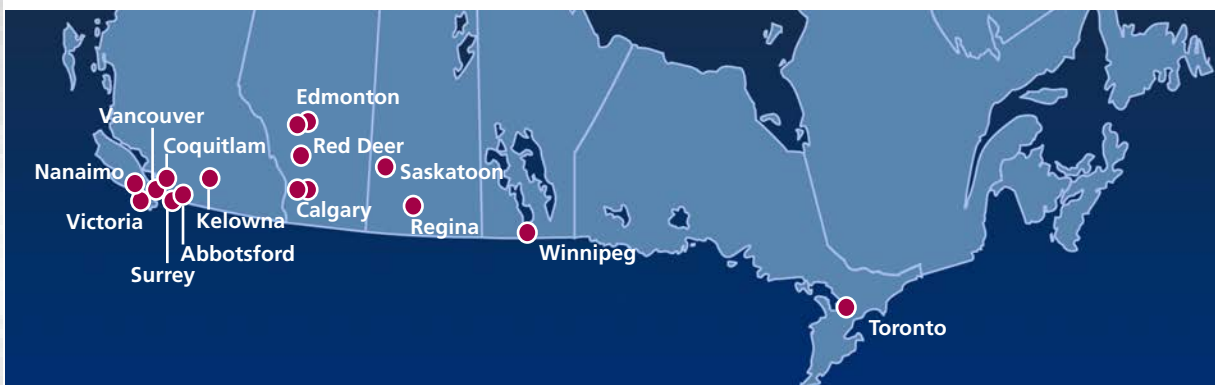 Edmonton
Vancouver
Coquitlam
Red Deer
Nanaimo
Saskatoon
Calgary
Victoria
Kelowna
Regina
Abbotsford
Winnipeg
Surrey
Toronto